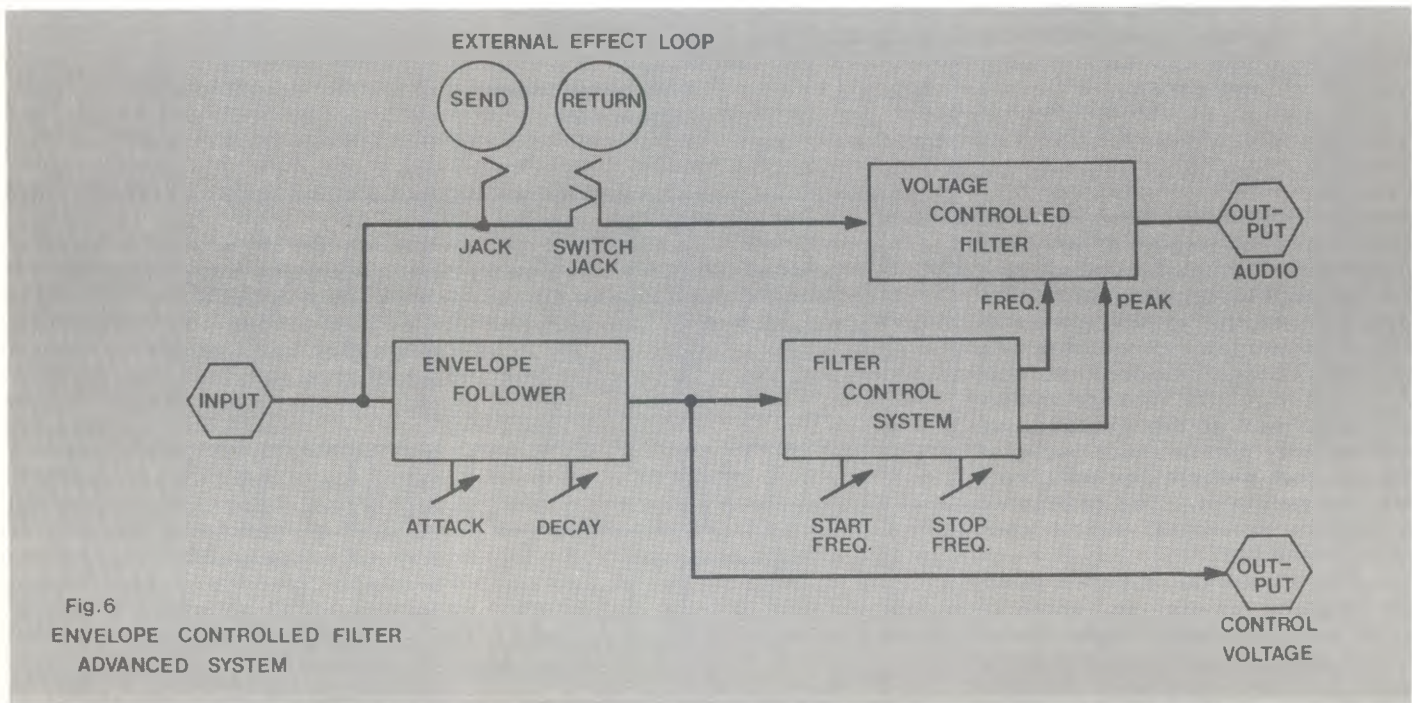 EXTERNAL EFFECT LOOP
SEND
RETURN
JACK
SWITCH
JACK
VOLTAGE
CONTROLLED
FILTER
OUT-
PUT
AUDIO
FREQ.
PEAK
INPUT
ENVELOPE
FOLLOWER
FILTER
CONTROL
SYSTEM
ATTACK
DECAY
START
FREQ.
STOP
FREQ.
OUT-
PUT
CONTROL
VOLTAGE
Fig.6
ENVELOPE CONTROLLED FILTER
ADVANCED SYSTEM